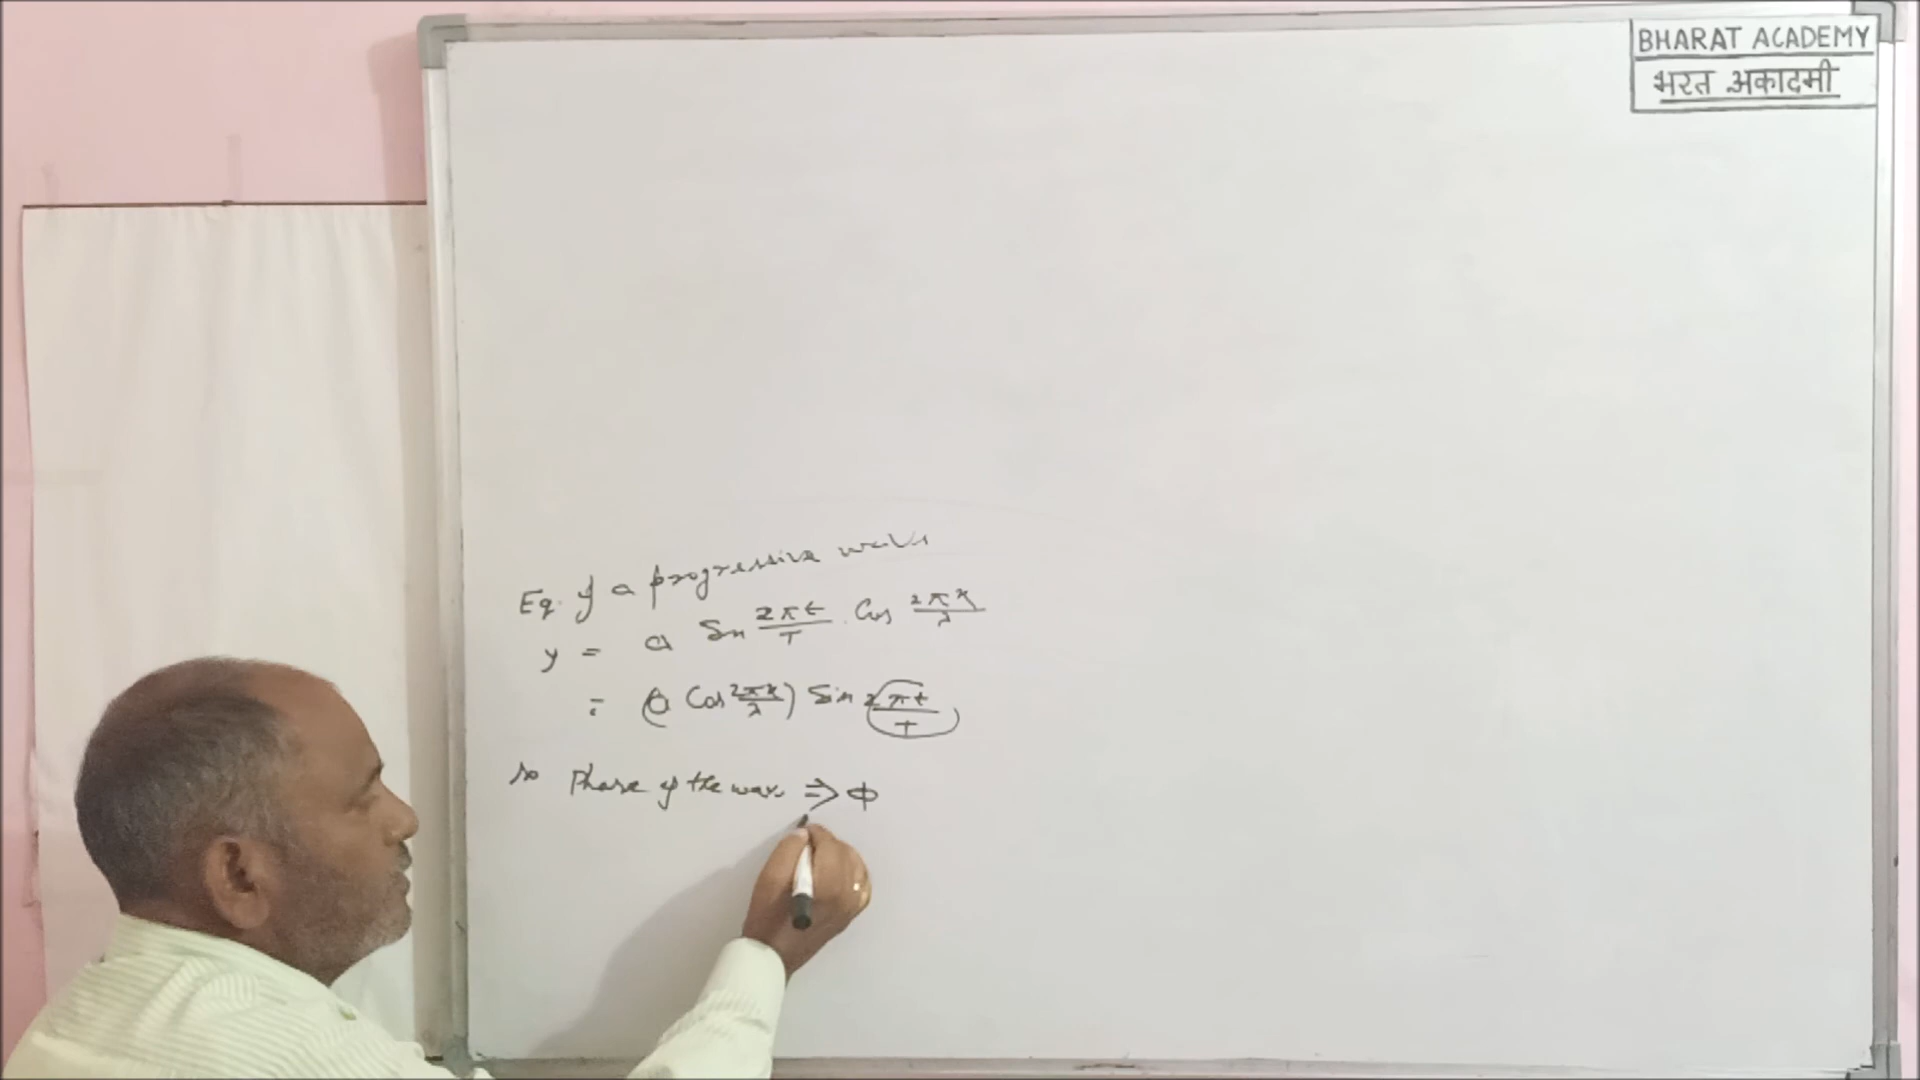 BHARAT ACADEMY
भरत अकादमी
Eq. of a progressive wave
y = a Sin 2πt/T . Cos 2πx/λ
= (a Cos 2πx/λ) Sin 2πt/T
so Phase of the wave ⇒ Φ